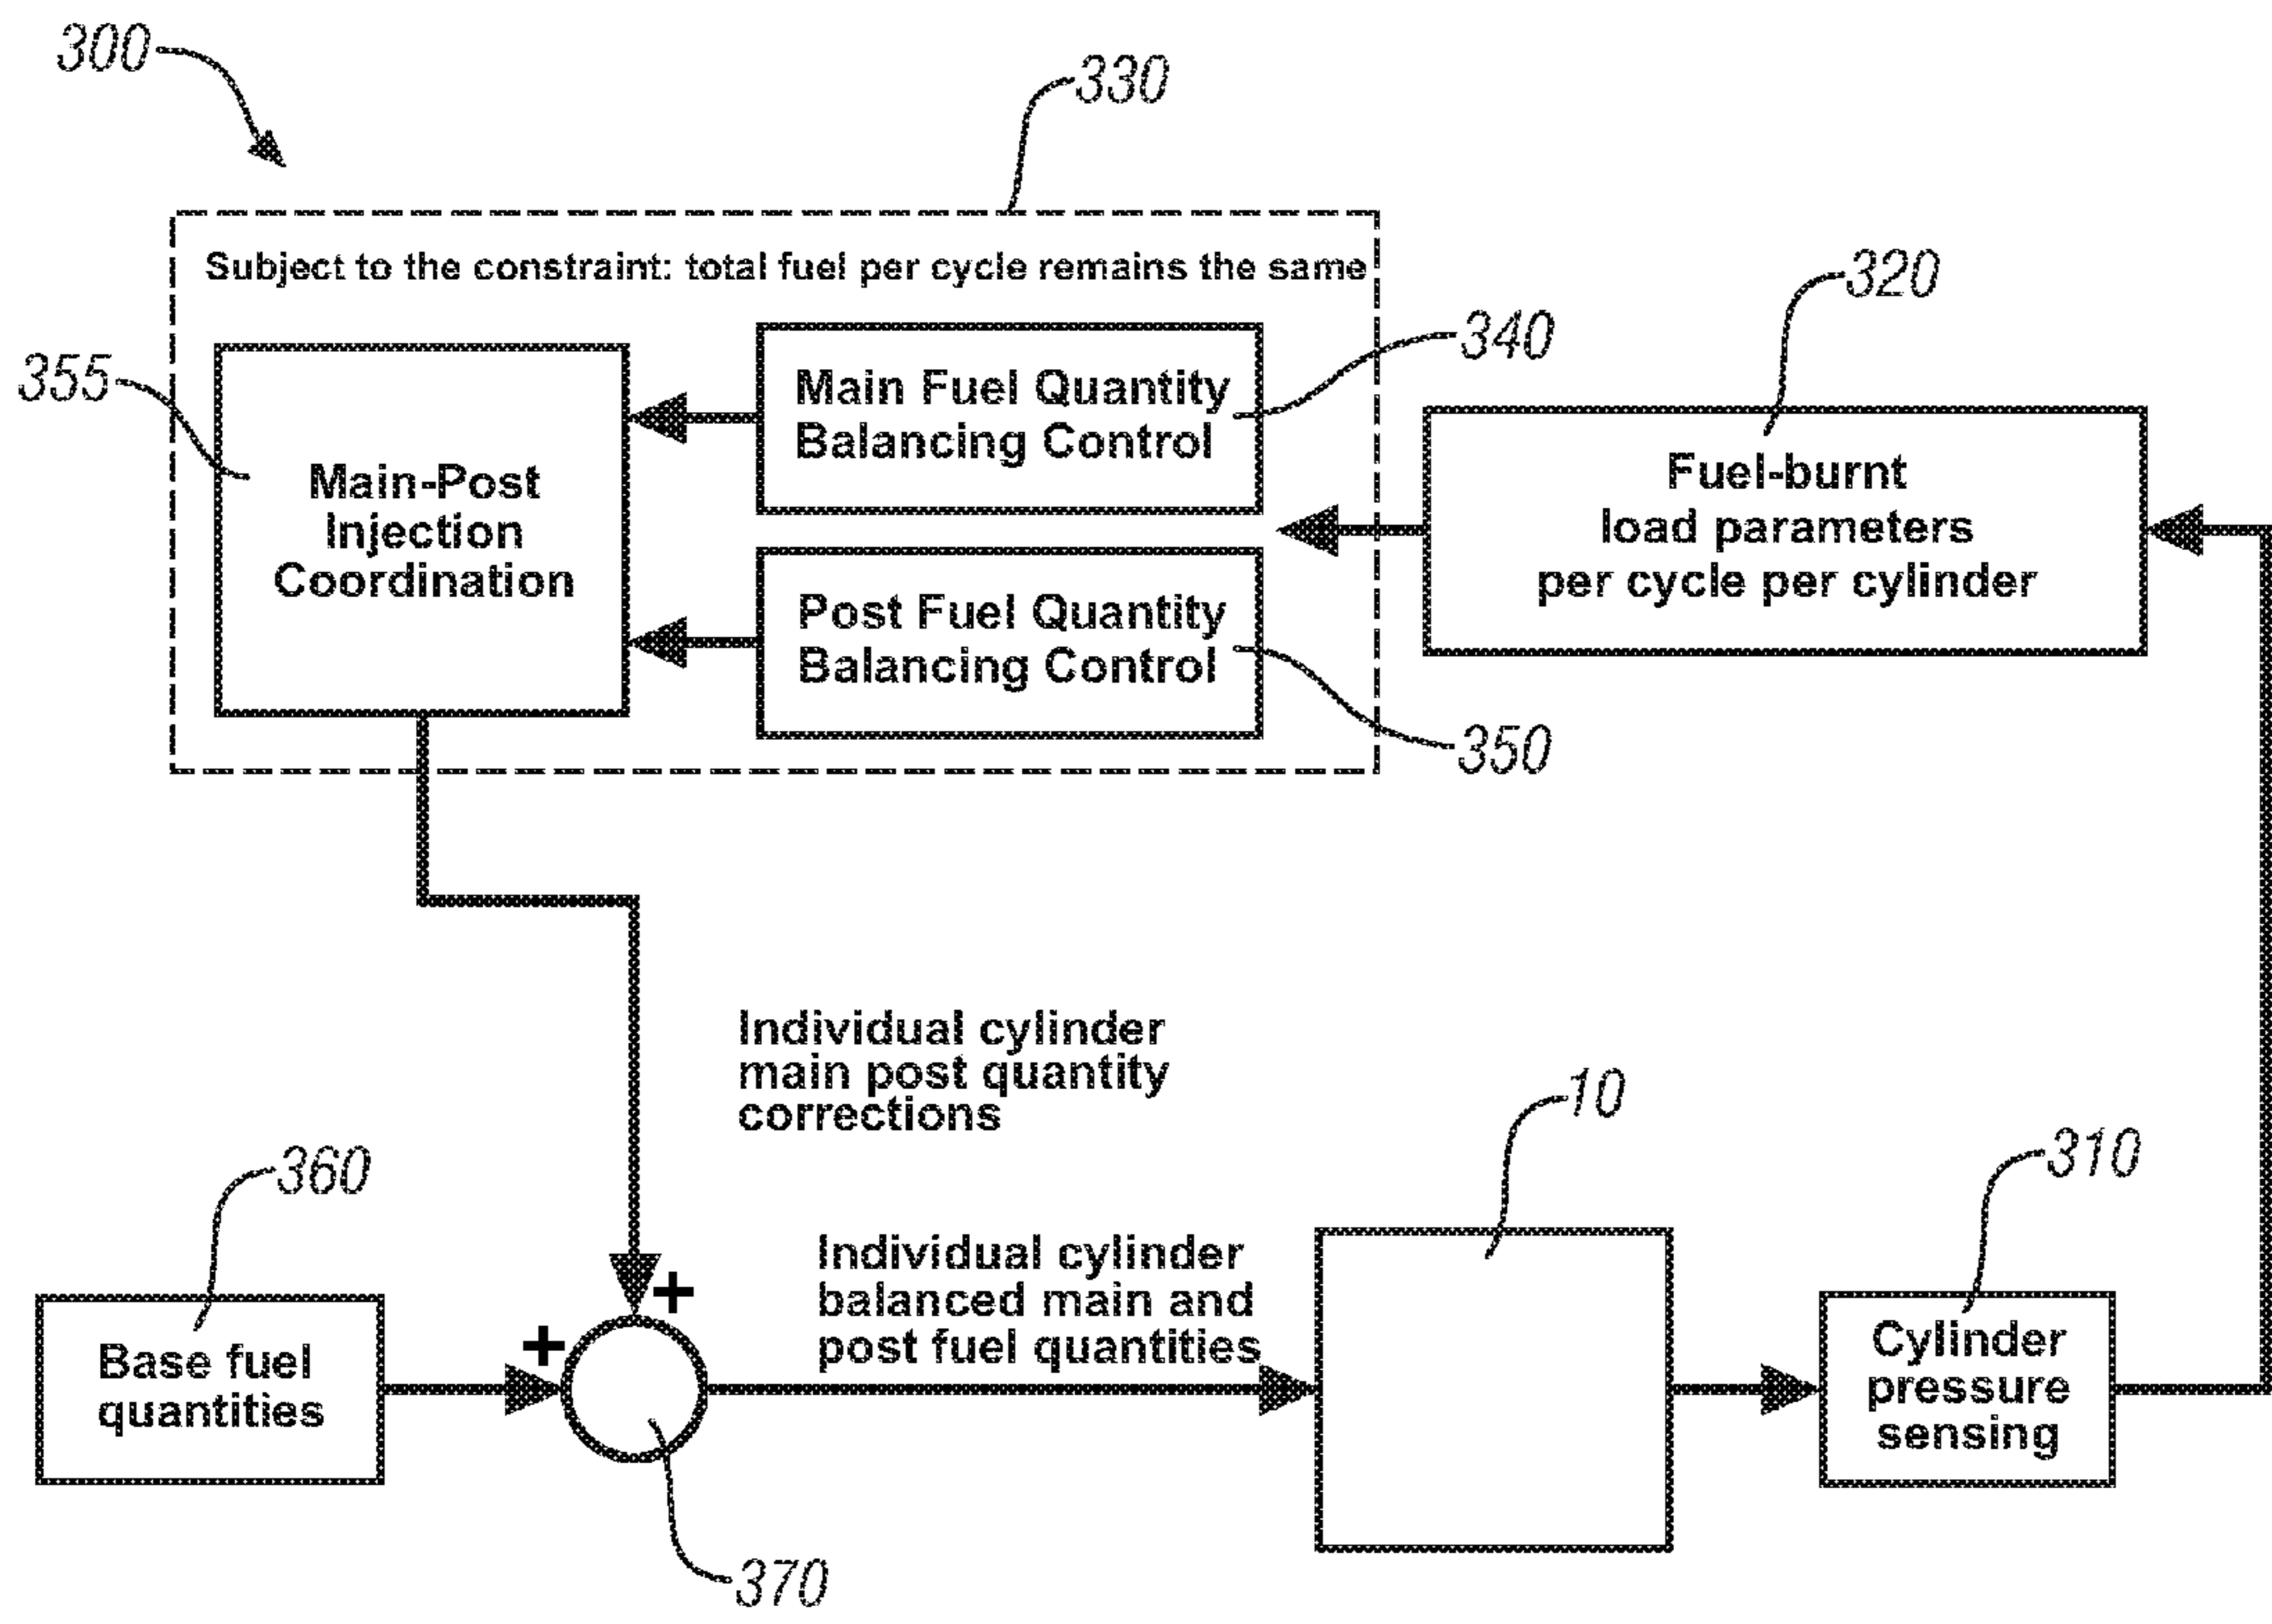 300
330
Subject to the constraint: total fuel per cycle remains the same
320
340
355
Main Fuel Quantity
Balancing Control
Main-Post
Injection
Coordination
Fuel-burnt
load parameters
per cycle per cylinder
Post Fuel Quantity
Balancing Control
350
Individual cylinder
main post quantity
corrections
10
310
360
+
Individual cylinder
balanced main and
post fuel quantities
+
Base fuel
quantities
Cylinder
pressure
sensing
370